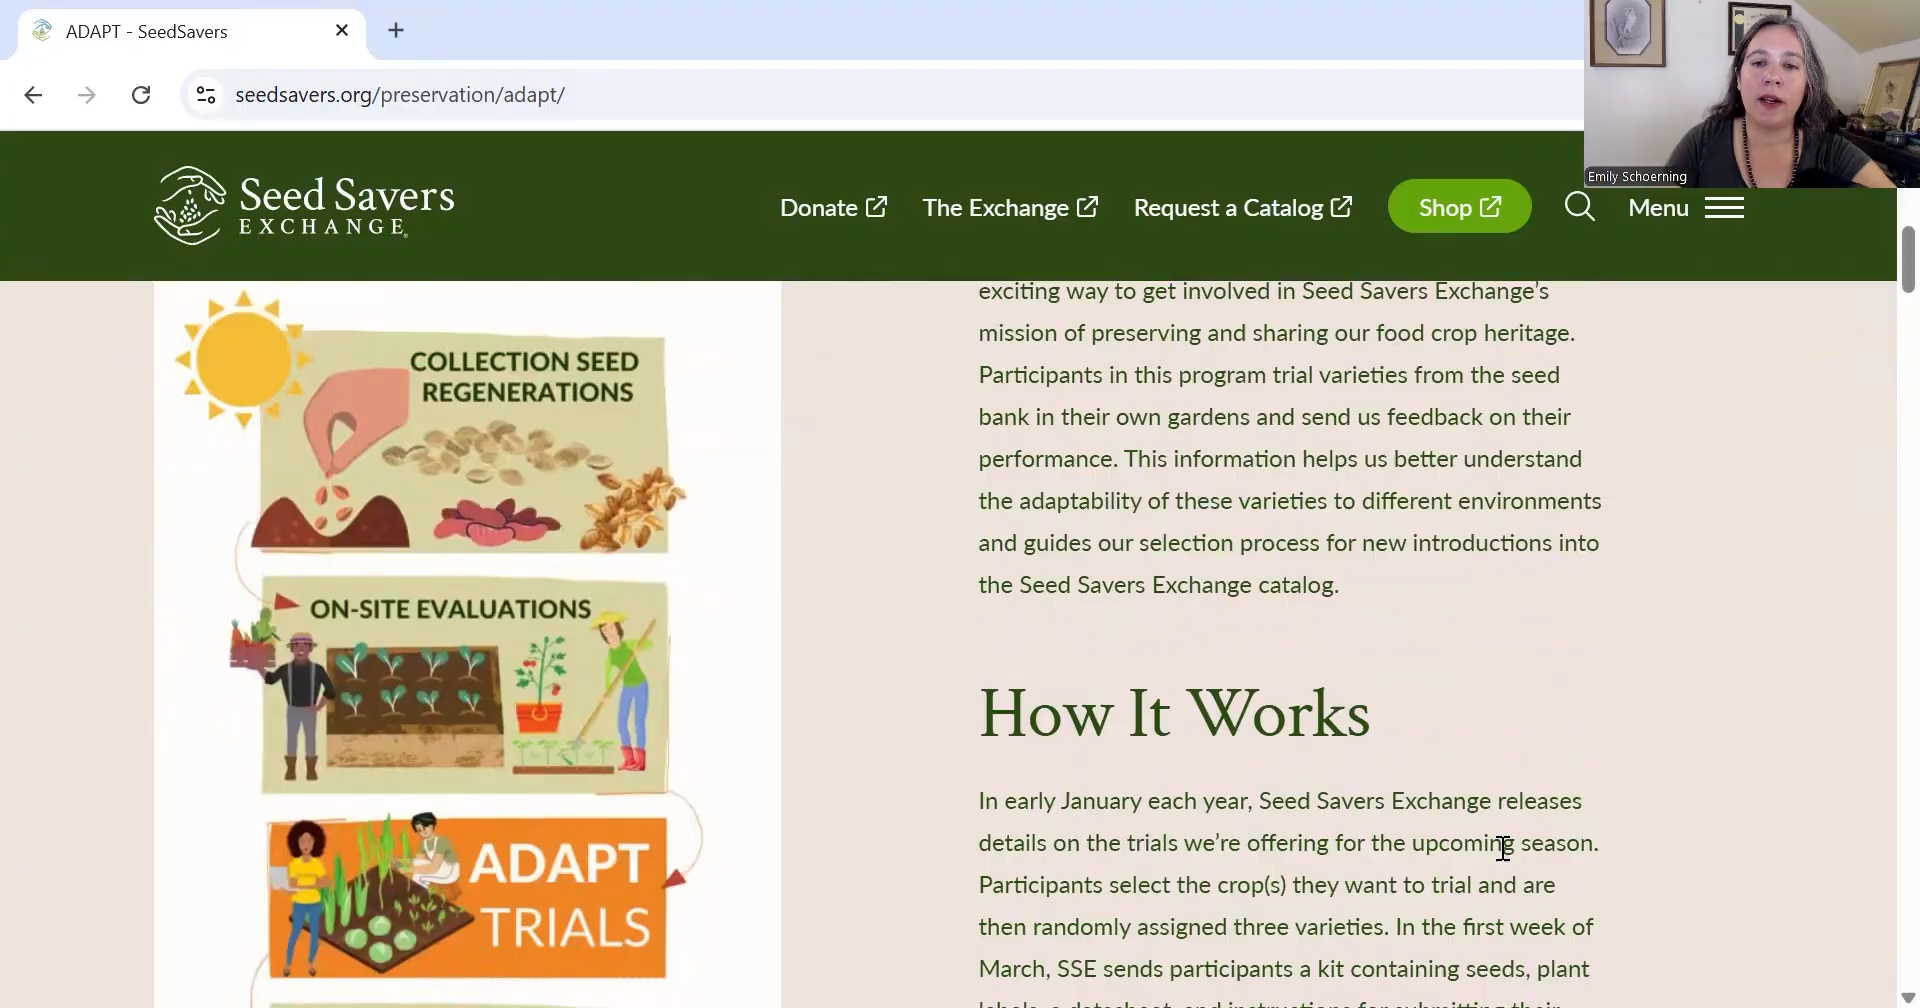 ADAPT - SeedSavers
seedsavers.org/preservation/adapt/
Emily Schoerning
Seed Savers
EXCHANGE
Donate
The Exchange
Request a Catalog
Shop
Menu
COLLECTION SEED
REGENERATIONS
ON-SITE EVALUATIONS
ADAPT
TRIALS
exciting way to get involved in Seed Savers Exchange’s
mission of preserving and sharing our food crop heritage.
Participants in this program trial varieties from the seed
bank in their own gardens and send us feedback on their
performance. This information helps us better understand
the adaptability of these varieties to different environments
and guides our selection process for new introductions into
the Seed Savers Exchange catalog.
How It Works
In early January each year, Seed Savers Exchange releases
details on the trials we’re offering for the upcoming season.
Participants select the crop(s) they want to trial and are
then randomly assigned three varieties. In the first week of
March, SSE sends participants a kit containing seeds, plant